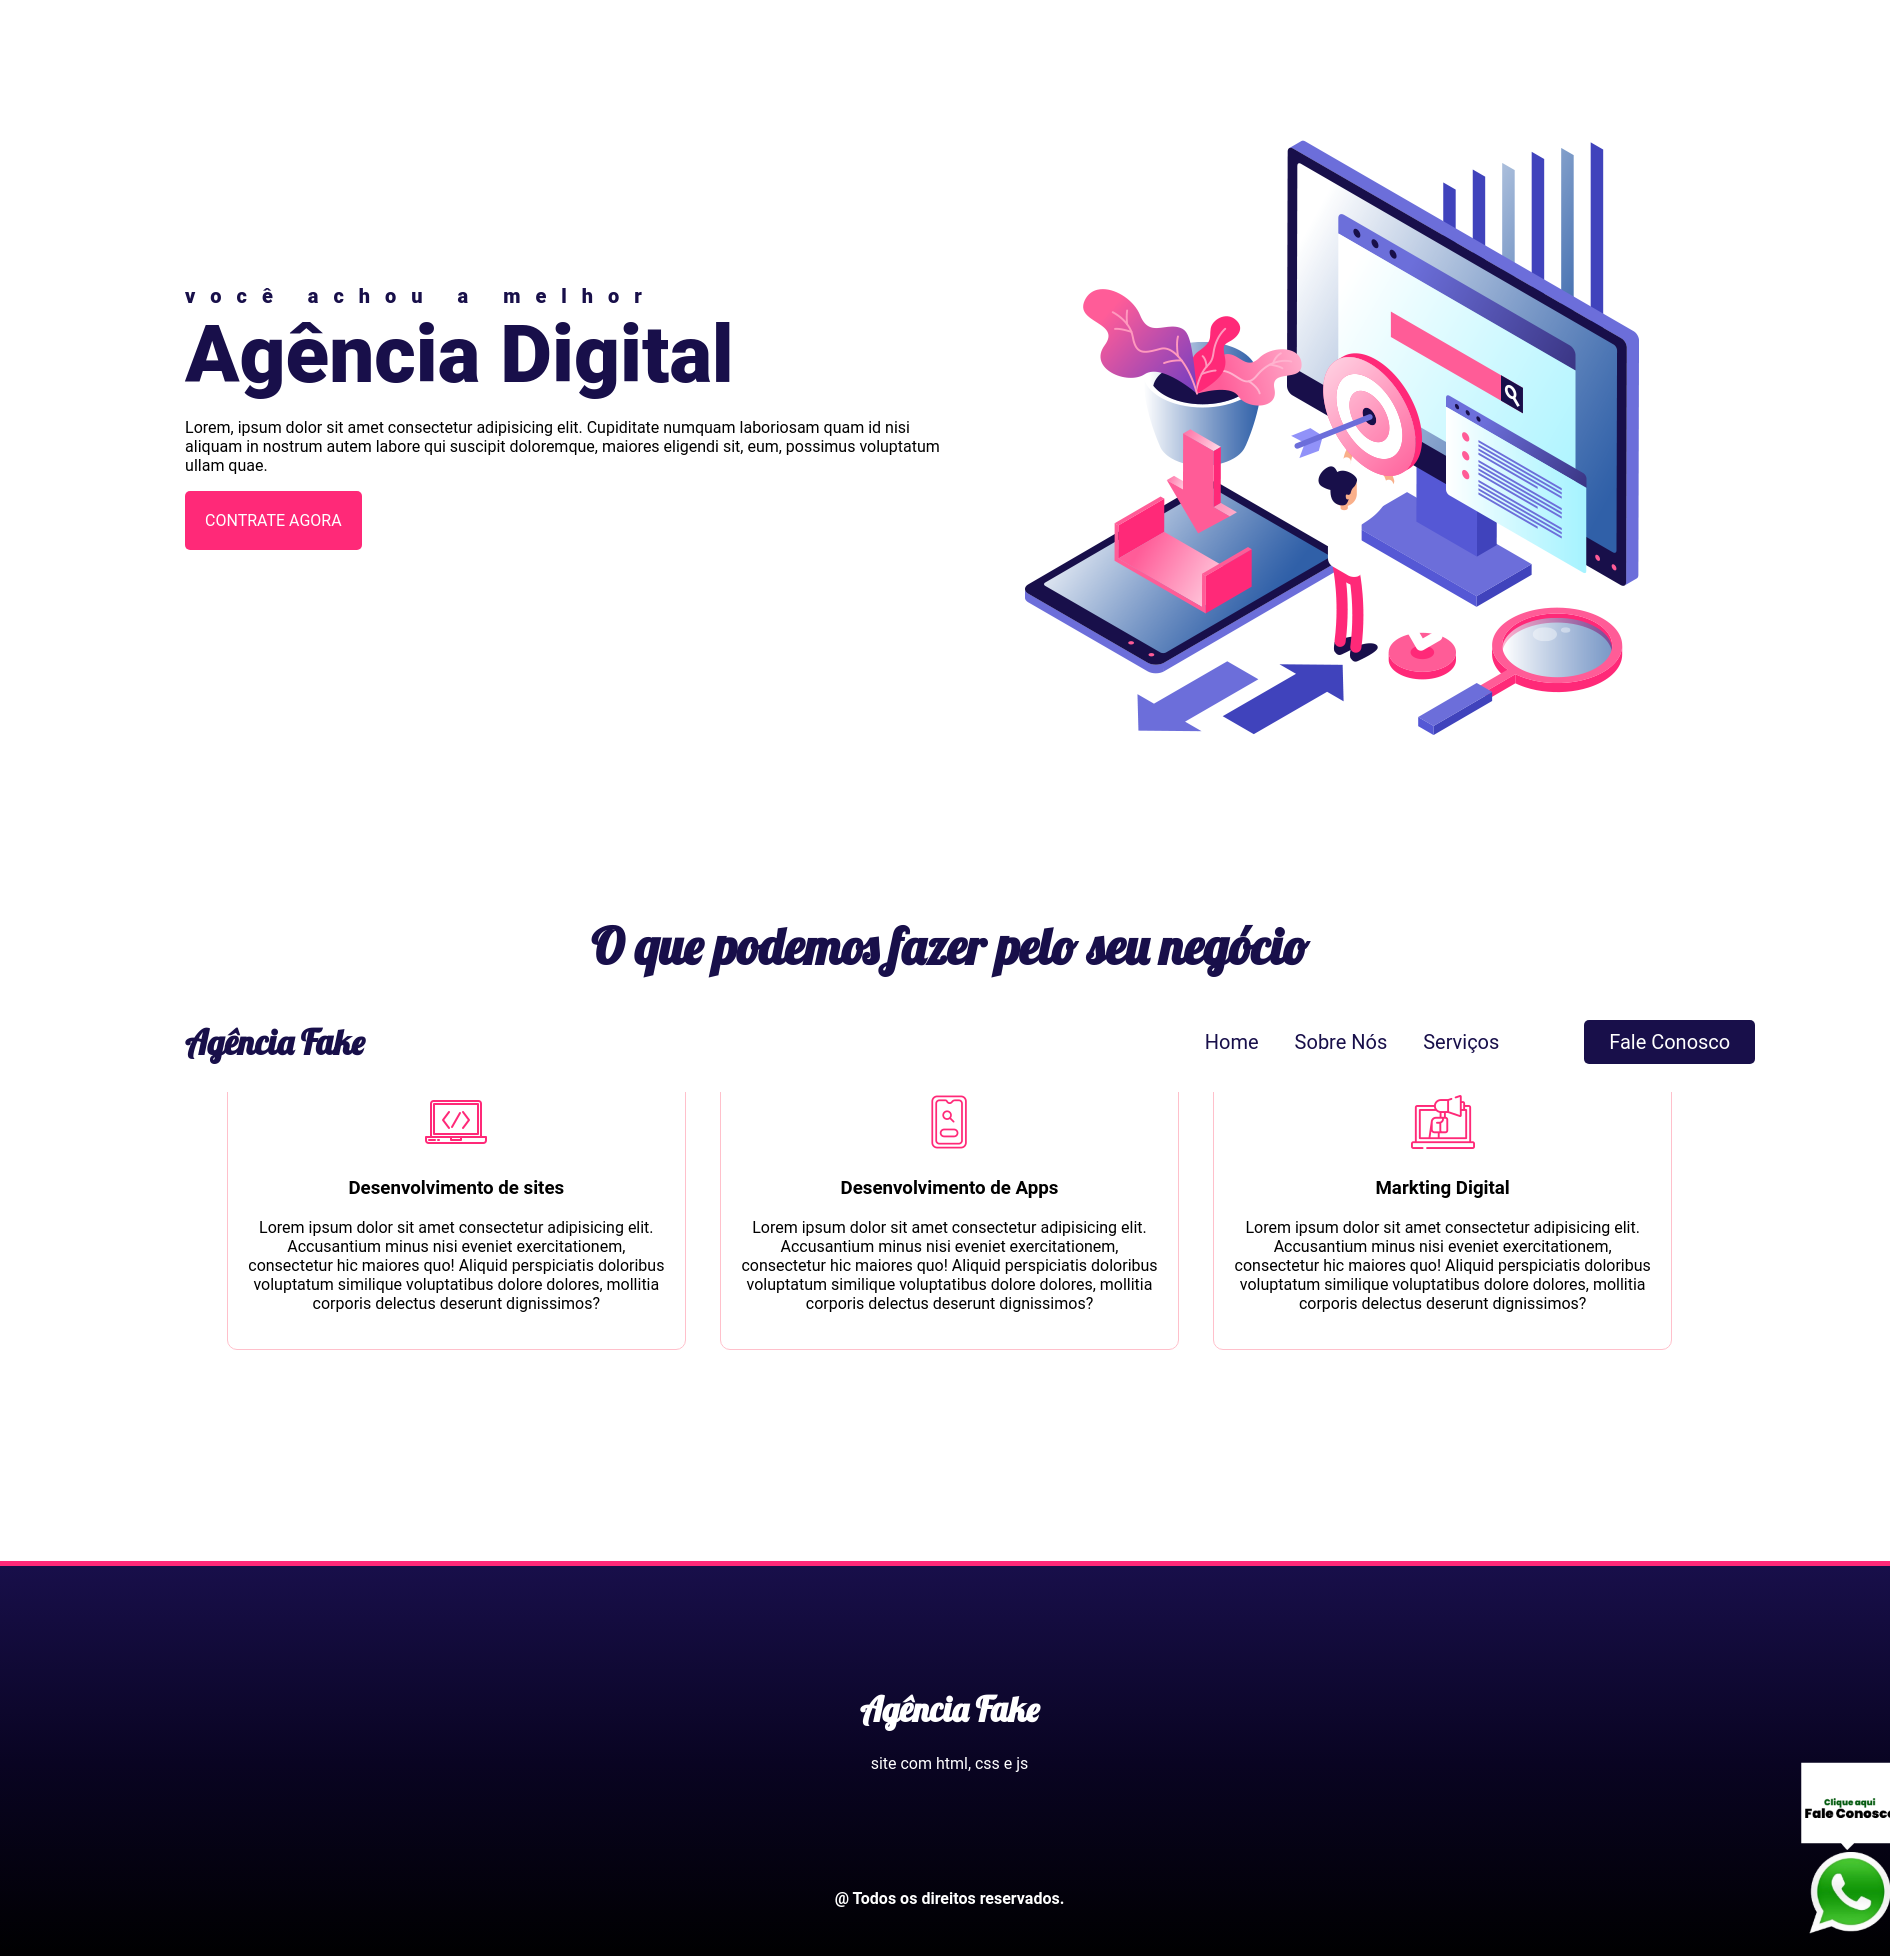 você achou a melhor
Agência Digital
Lorem, ipsum dolor sit amet consectetur adipisicing elit. Cupiditate numquam laboriosam quam id nisi
aliquam in nostrum autem labore qui suscipit doloremque, maiores eligendi sit, eum, possimus voluptatum
ullam quae.
CONTRATE AGORA
O que podemos fazer pelo seu negócio
Agência Fake
Home
Sobre Nós
Serviços
Fale Conosco
Desenvolvimento de sites
Lorem ipsum dolor sit amet consectetur adipisicing elit.
Accusantium minus nisi eveniet exercitationem,
consectetur hic maiores quo! Aliquid perspiciatis doloribus
voluptatum similique voluptatibus dolore dolores, mollitia
corporis delectus deserunt dignissimos?
Desenvolvimento de Apps
Lorem ipsum dolor sit amet consectetur adipisicing elit.
Accusantium minus nisi eveniet exercitationem,
consectetur hic maiores quo! Aliquid perspiciatis doloribus
voluptatum similique voluptatibus dolore dolores, mollitia
corporis delectus deserunt dignissimos?
Markting Digital
Lorem ipsum dolor sit amet consectetur adipisicing elit.
Accusantium minus nisi eveniet exercitationem,
consectetur hic maiores quo! Aliquid perspiciatis doloribus
voluptatum similique voluptatibus dolore dolores, mollitia
corporis delectus deserunt dignissimos?
Agência Fake
site com html, css e js
Clique aqui
Fale Conosco
@ Todos os direitos reservados.